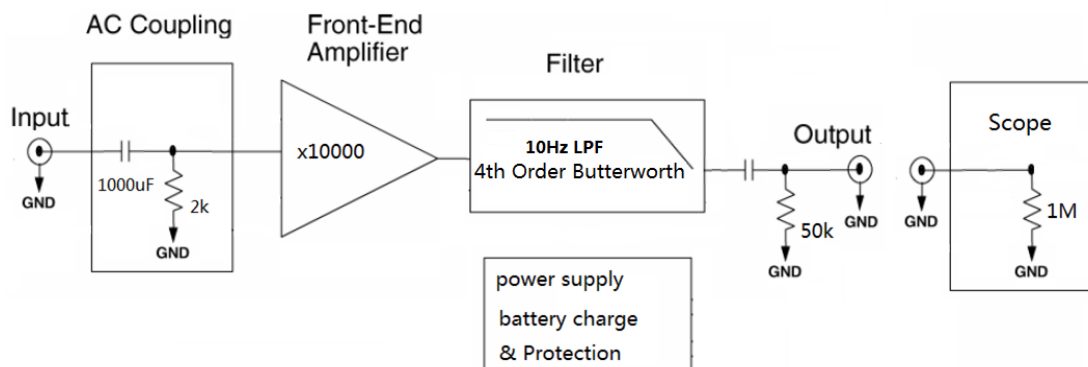 AC Coupling
Front-End
Amplifier
Filter
Input
Output
Scope
x10000
10Hz LPF
4th Order Butterworth
1000uF
2k
GND
GND
50k
1M
GND
GND
GND
GND
power supply
battery charge
& Protection